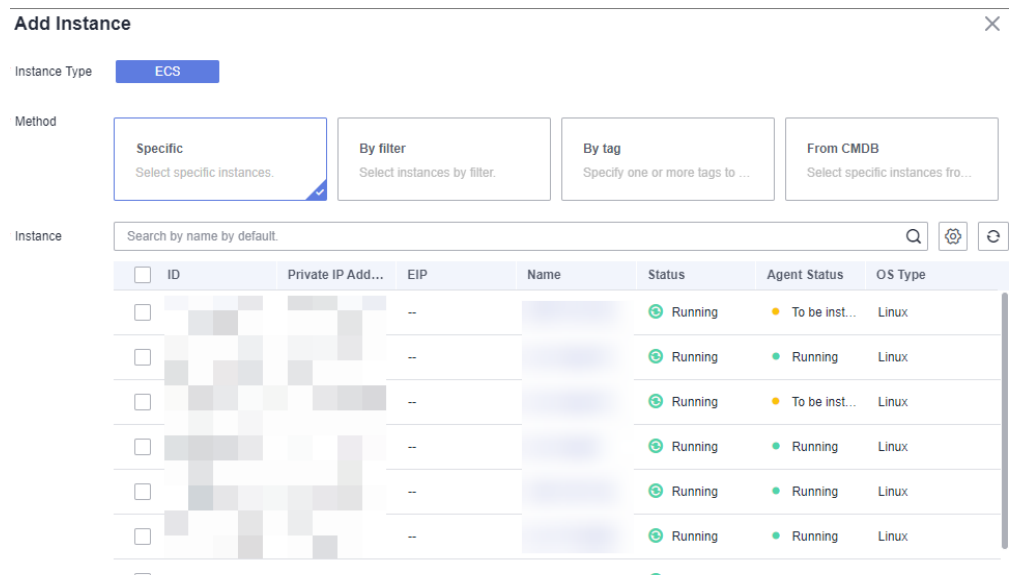 Add Instance
Instance Type
ECS
Method
Specific
Select specific instances.
By filter
Select instances by filter.
By tag
Specify one or more tags to ...
From CMDB
Select specific instances fro...
Instance
Search by name by default.
ID Private IP Add... EIP Name Status Agent Status OS Type
-- Running To be inst... Linux
-- Running Running Linux
-- Running To be inst... Linux
-- Running Running Linux
-- Running Running Linux
-- Running Running Linux